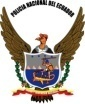 POLICIA NACIONAL DEL ECUADOR